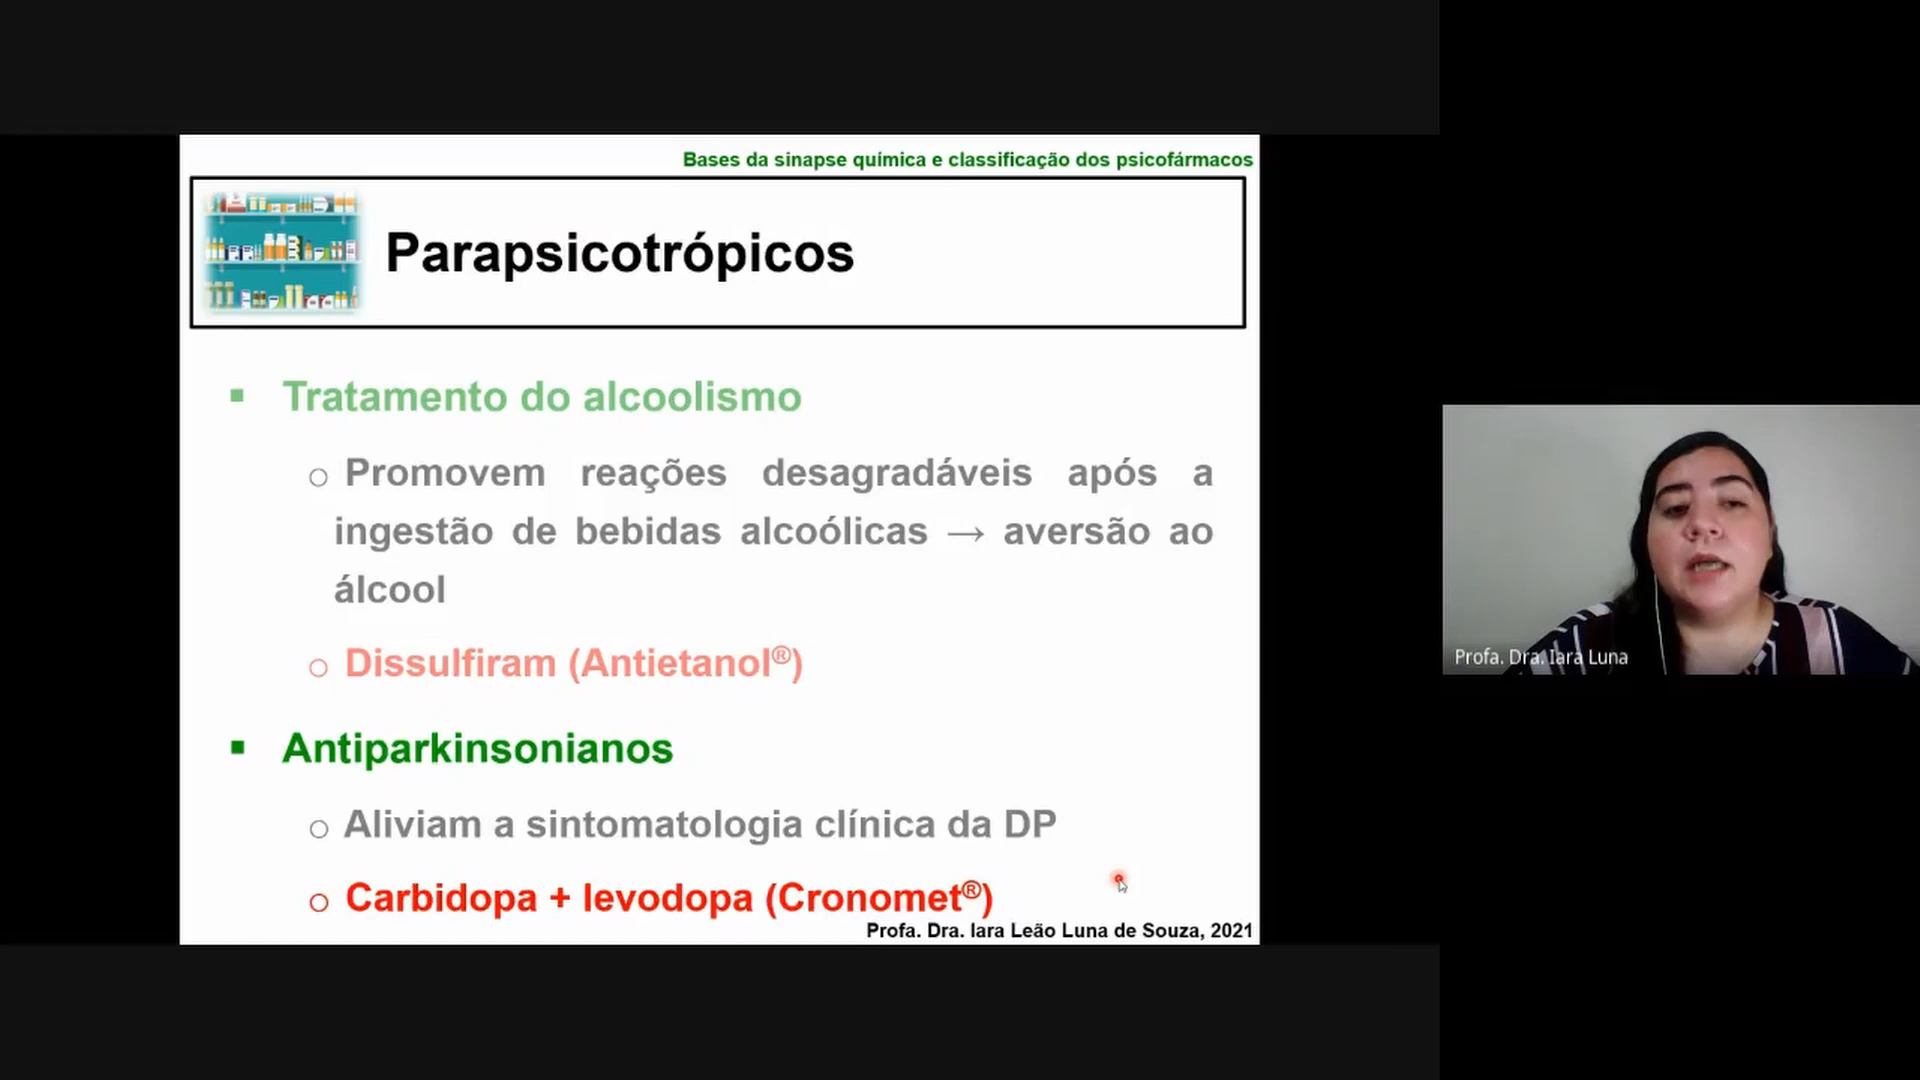 Bases da sinapse química e classificação dos psicofármacos
Parapsicotrópicos
▪ Tratamento do alcoolismo
o Promovem reações desagradáveis após a
ingestão de bebidas alcoólicas → aversão ao
álcool
o Dissulfiram (Antietanol®)
▪ Antiparkinsonianos
o Aliviam a sintomatologia clínica da DP
o Carbidopa + levodopa (Cronomet®)
Profa. Dra. Iara Leão Luna de Souza, 2021
Profa. Dra. Iara Luna